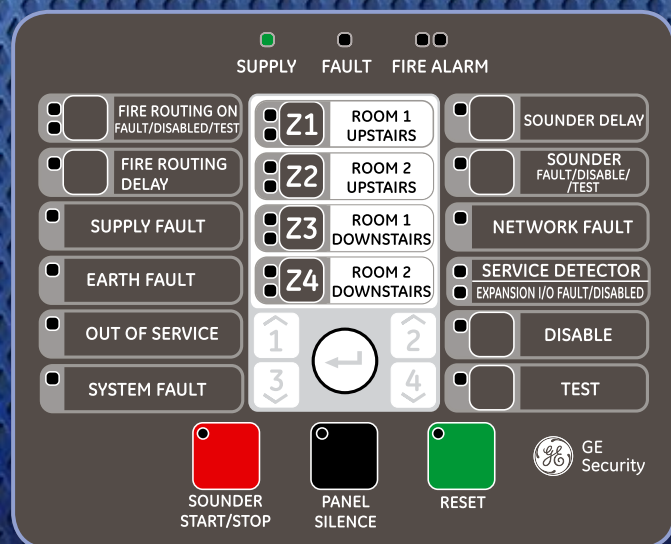 SUPPLY FAULT FIRE ALARM
FIRE ROUTING ON
FAULT/DISABLED/TEST
FIRE ROUTING
DELAY
SUPPLY FAULT
EARTH FAULT
OUT OF SERVICE
SYSTEM FAULT
Z1 ROOM 1
UPSTAIRS
Z2 ROOM 2
UPSTAIRS
Z3 ROOM 1
DOWNSTAIRS
Z4 ROOM 2
DOWNSTAIRS
1 2
3 4
SOUNDER DELAY
SOUNDER
FAULT/DISABLE/
/TEST
NETWORK FAULT
SERVICE DETECTOR
EXPANSION I/O FAULT/DISABLED
DISABLE
TEST
SOUNDER
START/STOP
PANEL
SILENCE
RESET
GE
GE
Security